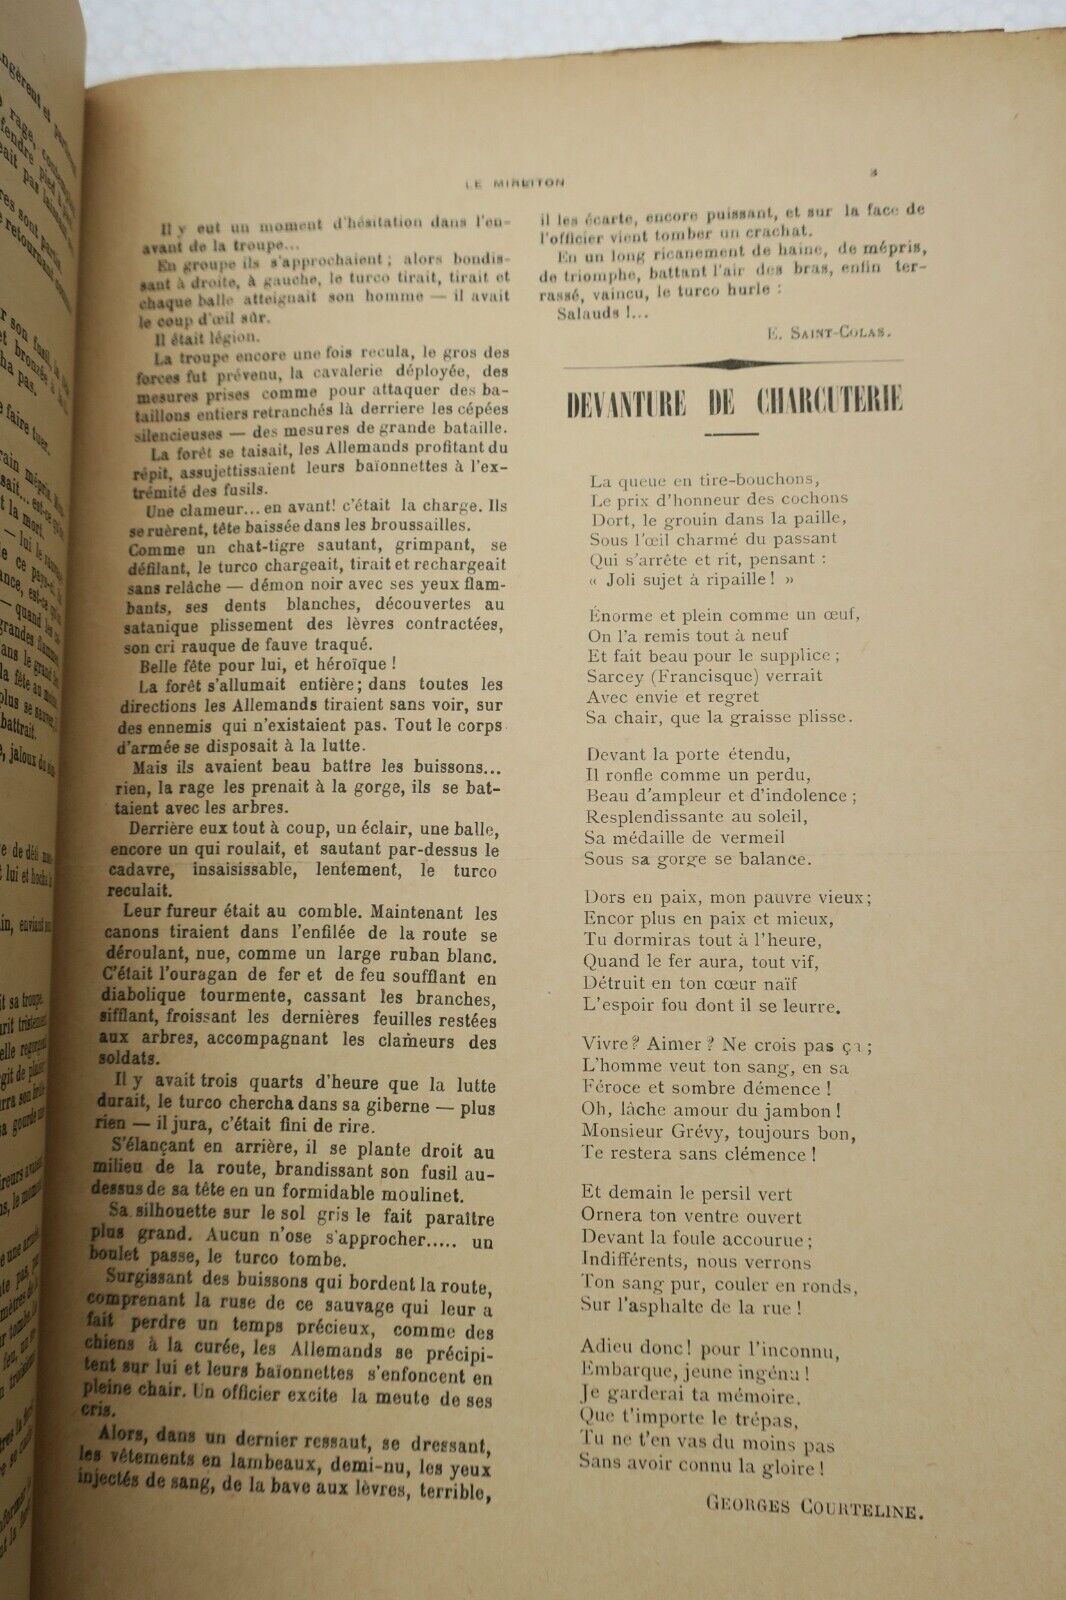 LE MIRLITON
3
Il y eut un moment d'hésitation dans l'en-
avant de la troupe...
En groupe ils s'approchaient ; alors bondis-
sant à droite, à gauche, le turco tirait, tirait et
chaque balle atteignait son homme — il avait
le coup d'œil sûr.
Il était légion.
La troupe encore une fois recula, le gros des
forces fut prévenu, la cavalerie déployée, des
mesures prises comme pour attaquer des ba-
taillons entiers retranchés là derriere les cépées
silencieuses — des mesures de grande bataille.
La forêt se taisait, les Allemands profitant du
répit, assujettissaient leurs baïonnettes à l'ex-
trémité des fusils.
Une clameur... en avant! c'était la charge. Ils
se ruèrent, tête baissée dans les broussailles.
Comme un chat-tigre sautant, grimpant, se
défilant, le turco chargeait, tirait et rechargeait
sans relâche — démon noir avec ses yeux flam-
bants, ses dents blanches, découvertes au
satanique plissement des lèvres contractées,
son cri rauque de fauve traqué.
Belle fête pour lui, et héroïque !
La forêt s'allumait entière ; dans toutes les
directions les Allemands tiraient sans voir, sur
des ennemis qui n'existaient pas. Tout le corps
d'armée se disposait à la lutte.
Mais ils avaient beau battre les buissons...
rien, la rage les prenait à la gorge, ils se bat-
taient avec les arbres.
Derrière eux tout à coup, un éclair, une balle,
encore un qui roulait, et sautant par-dessus le
cadavre, insaisissable, lentement, le turco
reculait.
Leur fureur était au comble. Maintenant les
canons tiraient dans l'enfilée de la route se
déroulant, nue, comme un large ruban blanc.
C'était l'ouragan de fer et de feu soufflant en
diabolique tourmente, cassant les branches,
sifflant, froissant les dernières feuilles restées
aux arbres, accompagnant les clameurs des
soldats.
Il y avait trois quarts d'heure que la lutte
durait, le turco chercha dans sa giberne — plus
rien — il jura, c'était fini de rire.
S'élançant en arrière, il se plante droit au
milieu de la route, brandissant son fusil au-
dessus de sa tête en un formidable moulinet.
Sa silhouette sur le sol gris le fait paraître
plus grand. Aucun n'ose s'approcher..... un
boulet passe, le turco tombe.
Surgissant des buissons qui bordent la route,
comprenant la ruse de ce sauvage qui leur a
fait perdre un temps précieux, comme des
chiens à la curée, les Allemands se précipi-
tent sur lui et leurs baïonnettes s'enfoncent en
pleine chair. Un officier excite la meute de ses
cris.
Alors, dans un dernier ressaut, se dressant,
les vêtements en lambeaux, demi-nu, les yeux
injectés de sang, de la bave aux lèvres, terrible,
il les écarte, encore puissant, et sur la face de
l'officier vient tomber un crachat.
En un long ricanement de haine, de mépris,
de triomphe, battant l'air des bras, enfin ter-
rassé, vaincu, le turco hurle :
Salauds !...
E. SAINT-COLAS.
DEVANTURE DE CHARCUTERIE
La queue en tire-bouchons,
Le prix d'honneur des cochons
Dort, le grouin dans la paille,
Sous l'œil charmé du passant
Qui s'arrête et rit, pensant :
« Joli sujet à ripaille ! »
Énorme et plein comme un œuf,
On l'a remis tout à neuf
Et fait beau pour le supplice ;
Sarcey (Francisque) verrait
Avec envie et regret
Sa chair, que la graisse plisse.
Devant la porte étendu,
Il ronfle comme un perdu,
Beau d'ampleur et d'indolence ;
Resplendissante au soleil,
Sa médaille de vermeil
Sous sa gorge se balance.
Dors en paix, mon pauvre vieux ;
Encor plus en paix et mieux,
Tu dormiras tout à l'heure,
Quand le fer aura, tout vif,
Détruit en ton cœur naïf
L'espoir fou dont il se leurre.
Vivre ? Aimer ? Ne crois pas ça ;
L'homme veut ton sang, en sa
Féroce et sombre démence !
Oh, lâche amour du jambon !
Monsieur Grévy, toujours bon,
Te restera sans clémence !
Et demain le persil vert
Ornera ton ventre ouvert
Devant la foule accourue ;
Indifférents, nous verrons
Ton sang pur, couler en ronds,
Sur l'asphalte de la rue !
Adieu donc ! pour l'inconnu,
Embarque, jeune ingénu !
Je garderai ta mémoire.
Que t'importe le trépas,
Tu ne t'en vas du moins pas
Sans avoir connu la gloire !
GEORGES COURTELINE.